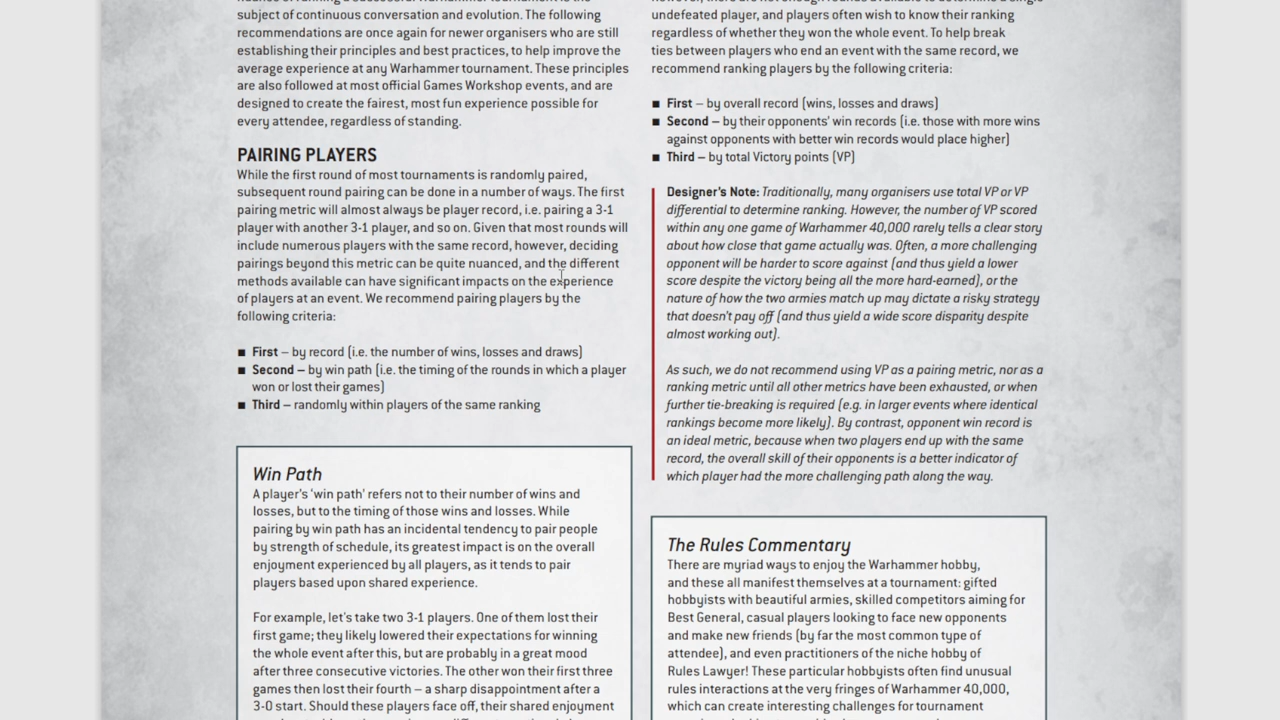 subject of continuous conversation and evolution. The following
recommendations are once again for newer organisers who are still
establishing their principles and best practices, to help improve the
average experience at any Warhammer tournament. These principles
are also followed at most official Games Workshop events, and are
designed to create the fairest, most fun experience possible for
every attendee, regardless of standing.
PAIRING PLAYERS
While the first round of most tournaments is randomly paired,
subsequent round pairing can be done in a number of ways. The first
pairing metric will almost always be player record, i.e. pairing a 3-1
player with another 3-1 player, and so on. Given that most rounds will
include numerous players with the same record, however, deciding
pairings beyond this metric can be quite nuanced, and the different
methods available can have significant impacts on the experience
of players at an event. We recommend pairing players by the
following criteria:
■ First – by record (i.e. the number of wins, losses and draws)
■ Second – by win path (i.e. the timing of the rounds in which a player
won or lost their games)
■ Third – randomly within players of the same ranking
Win Path
A player's 'win path' refers not to their number of wins and
losses, but to the timing of those wins and losses. While
pairing by win path has an incidental tendency to pair people
by strength of schedule, its greatest impact is on the overall
enjoyment experienced by all players, as it tends to pair
players based upon shared experience.
For example, let's take two 3-1 players. One of them lost their
first game; they likely lowered their expectations for winning
the whole event after this, but are probably in a great mood
after three consecutive victories. The other won their first three
games then lost their fourth – a sharp disappointment after a
3-0 start. Should these players face off, their shared enjoyment
undefeated player, and players often wish to know their ranking
regardless of whether they won the whole event. To help break
ties between players who end an event with the same record, we
recommend ranking players by the following criteria:
■ First – by overall record (wins, losses and draws)
■ Second – by their opponents' win records (i.e. those with more wins
against opponents with better win records would place higher)
■ Third – by total Victory points (VP)
Designer's Note: Traditionally, many organisers use total VP or VP
differential to determine ranking. However, the number of VP scored
within any one game of Warhammer 40,000 rarely tells a clear story
about how close that game actually was. Often, a more challenging
opponent will be harder to score against (and thus yield a lower
score despite the victory being all the more hard-earned), or the
nature of how the two armies match up may dictate a risky strategy
that doesn't pay off (and thus yield a wide score disparity despite
almost working out).
As such, we do not recommend using VP as a pairing metric, nor as a
ranking metric until all other metrics have been exhausted, or when
further tie-breaking is required (e.g. in larger events where identical
rankings become more likely). By contrast, opponent win record is
an ideal metric, because when two players end up with the same
record, the overall skill of their opponents is a better indicator of
which player had the more challenging path along the way.
The Rules Commentary
There are myriad ways to enjoy the Warhammer hobby,
and these all manifest themselves at a tournament: gifted
hobbyists with beautiful armies, skilled competitors aiming for
Best General, casual players looking to face new opponents
and make new friends (by far the most common type of
attendee), and even practitioners of the niche hobby of
Rules Lawyer! These particular hobbyists often find unusual
rules interactions at the very fringes of Warhammer 40,000,
which can create interesting challenges for tournament